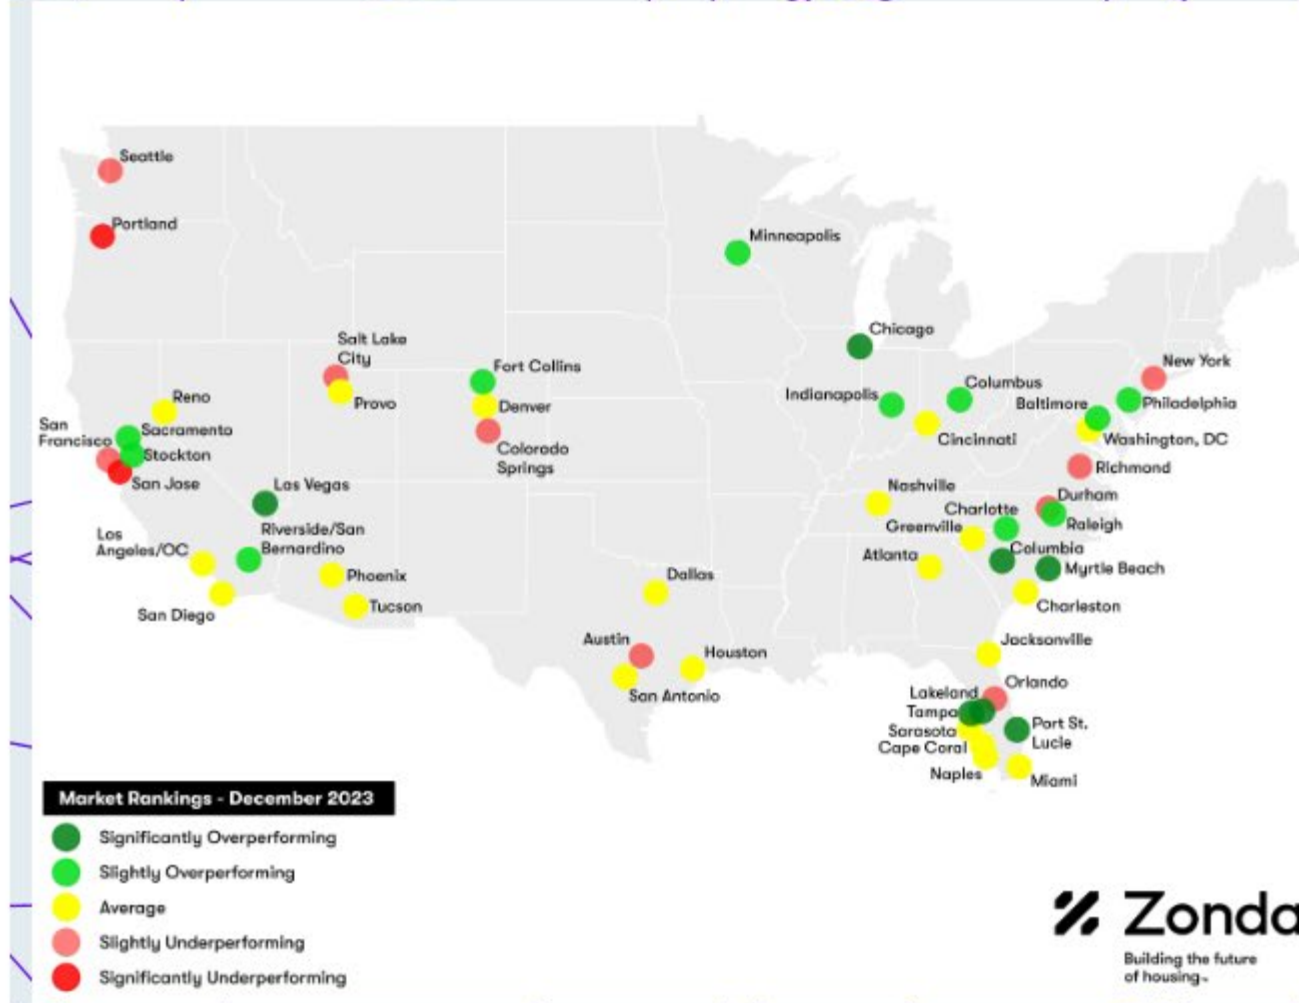 Seattle
Portland
Minneapolis
Chicago
Salt Lake
City
Provo
Fort Collins
Denver
Colorado
Springs
Reno
San
Francisco
Sacramento
Stockton
San Jose
Las Vegas
Riverside/San
Bernardino
Los
Angeles/OC
San Diego
Phoenix
Tucson
Indianapolis
Columbus
Cincinnati
New York
Baltimore
Philadelphia
Washington, DC
Richmond
Nashville
Durham
Charlotte
Raleigh
Greenville
Columbia
Atlanta
Myrtle Beach
Charleston
Dallas
Austin
Houston
San Antonio
Jacksonville
Orlando
Lakeland
Tampa
Sarasota
Cape Coral
Naples
Port St.
Lucie
Miami
Market Rankings - December 2023
Significantly Overperforming
Slightly Overperforming
Average
Slightly Underperforming
Significantly Underperforming
Zonda
Building the future
of housing™